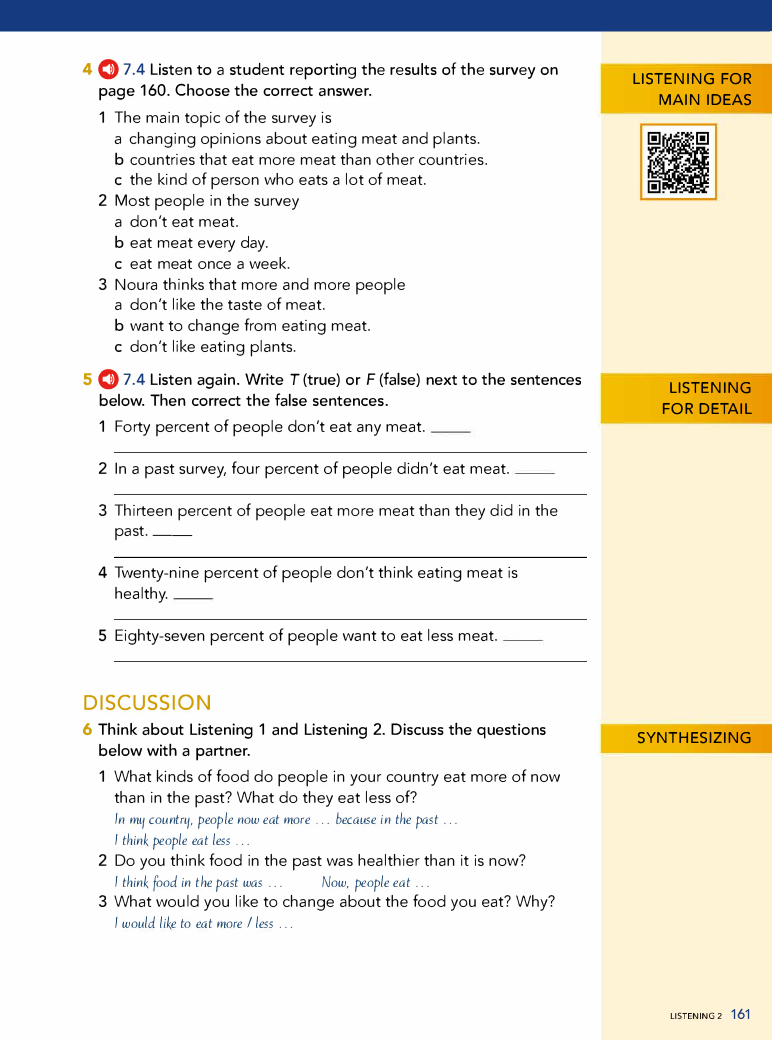 4 7.4 Listen to a student reporting the results of the survey on
page 160. Choose the correct answer.
1 The main topic of the survey is
a changing opinions about eating meat and plants.
b countries that eat more meat than other countries.
c the kind of person who eats a lot of meat.
2 Most people in the survey
a don't eat meat.
b eat meat every day.
c eat meat once a week.
3 Noura thinks that more and more people
a don't like the taste of meat.
b want to change from eating meat.
c don't like eating plants.
LISTENING FOR
MAIN IDEAS
5 7.4 Listen again. Write T (true) or F (false) next to the sentences
below. Then correct the false sentences.
1 Forty percent of people don't eat any meat. _____
2 In a past survey, four percent of people didn't eat meat. _____
3 Thirteen percent of people eat more meat than they did in the
past. _____
4 Twenty-nine percent of people don't think eating meat is
healthy. _____
5 Eighty-seven percent of people want to eat less meat. _____
LISTENING
FOR DETAIL
DISCUSSION
6 Think about Listening 1 and Listening 2. Discuss the questions
below with a partner.
1 What kinds of food do people in your country eat more of now
than in the past? What do they eat less of?
In my country, people now eat more ... because in the past ...
I think people eat less ...
2 Do you think food in the past was healthier than it is now?
I think food in the past was ... Now, people eat ...
3 What would you like to change about the food you eat? Why?
I would like to eat more / less ...
SYNTHESIZING
LISTENING 2 161